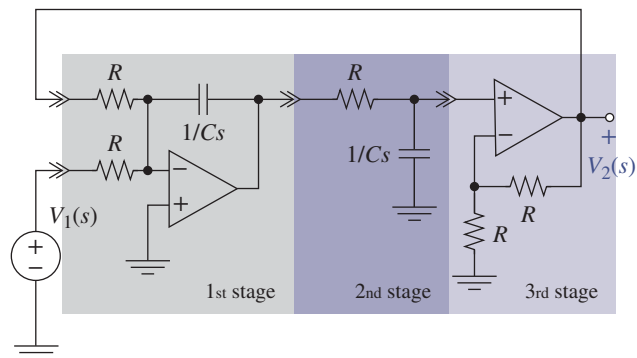 R
R
1/Cs
1/Cs
+
−
V₂(s)
+
R
−
+
V₁(s)
R
R
+
−
1st stage
2nd stage
3rd stage